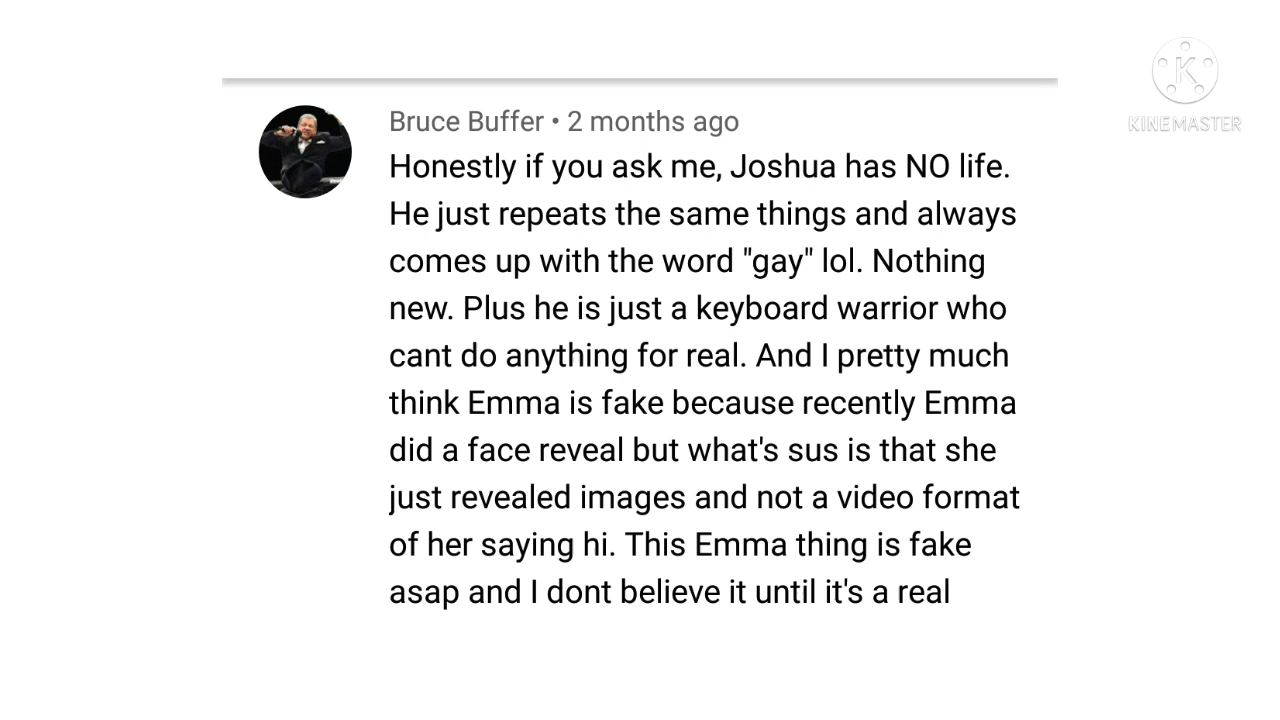 Bruce Buffer • 2 months ago
Honestly if you ask me, Joshua has NO life.
He just repeats the same things and always
comes up with the word "gay" lol. Nothing
new. Plus he is just a keyboard warrior who
cant do anything for real. And I pretty much
think Emma is fake because recently Emma
did a face reveal but what's sus is that she
just revealed images and not a video format
of her saying hi. This Emma thing is fake
asap and I dont believe it until it's a real
K
KINEMASTER